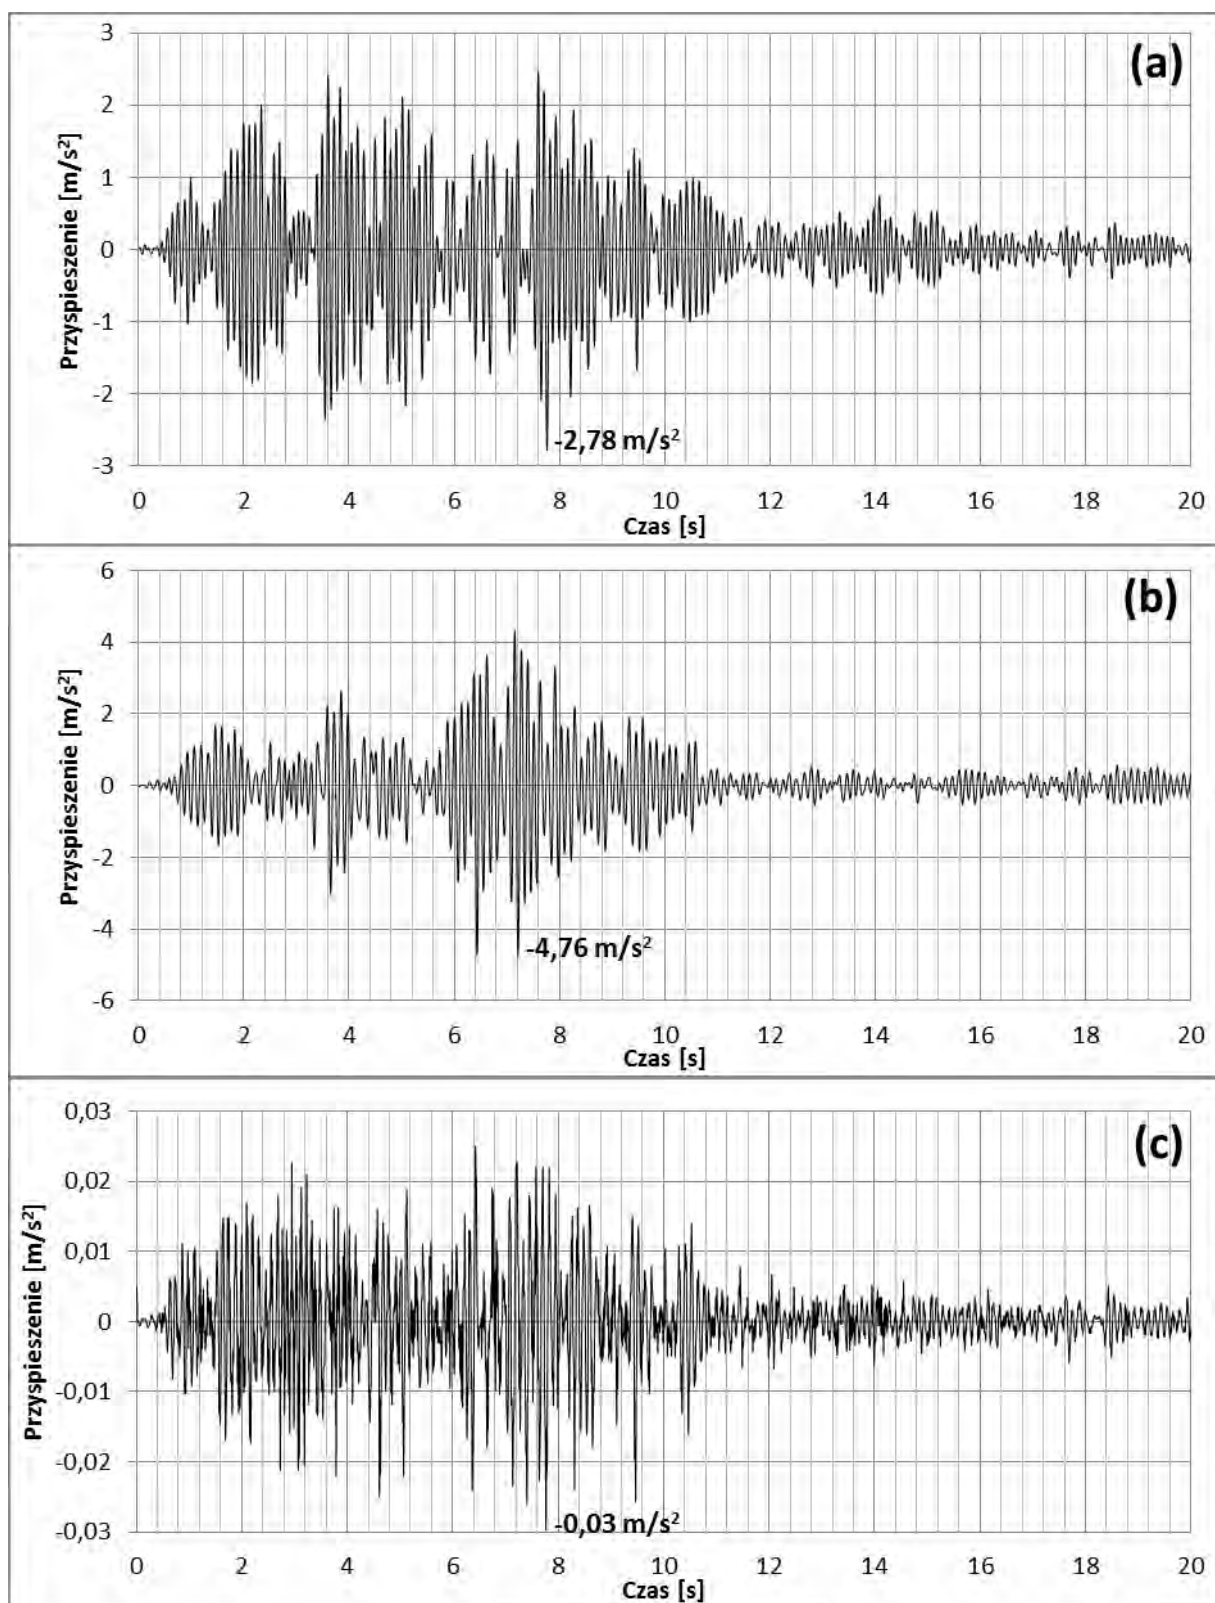 (a)
Przyspieszenie [m/s²]
3
2
1
0
-1
-2
-3
-2,78 m/s²
0 2 4 6 8 10 12 14 16 18 20
Czas [s]
(b)
Przyspieszenie [m/s²]
6
4
2
0
-2
-4
-6
-4,76 m/s²
0 2 4 6 8 10 12 14 16 18 20
Czas [s]
(c)
Przyspieszenie [m/s²]
0,03
0,02
0,01
0
-0,01
-0,02
-0,03
-0,03 m/s²
0 2 4 6 8 10 12 14 16 18 20
Czas [s]